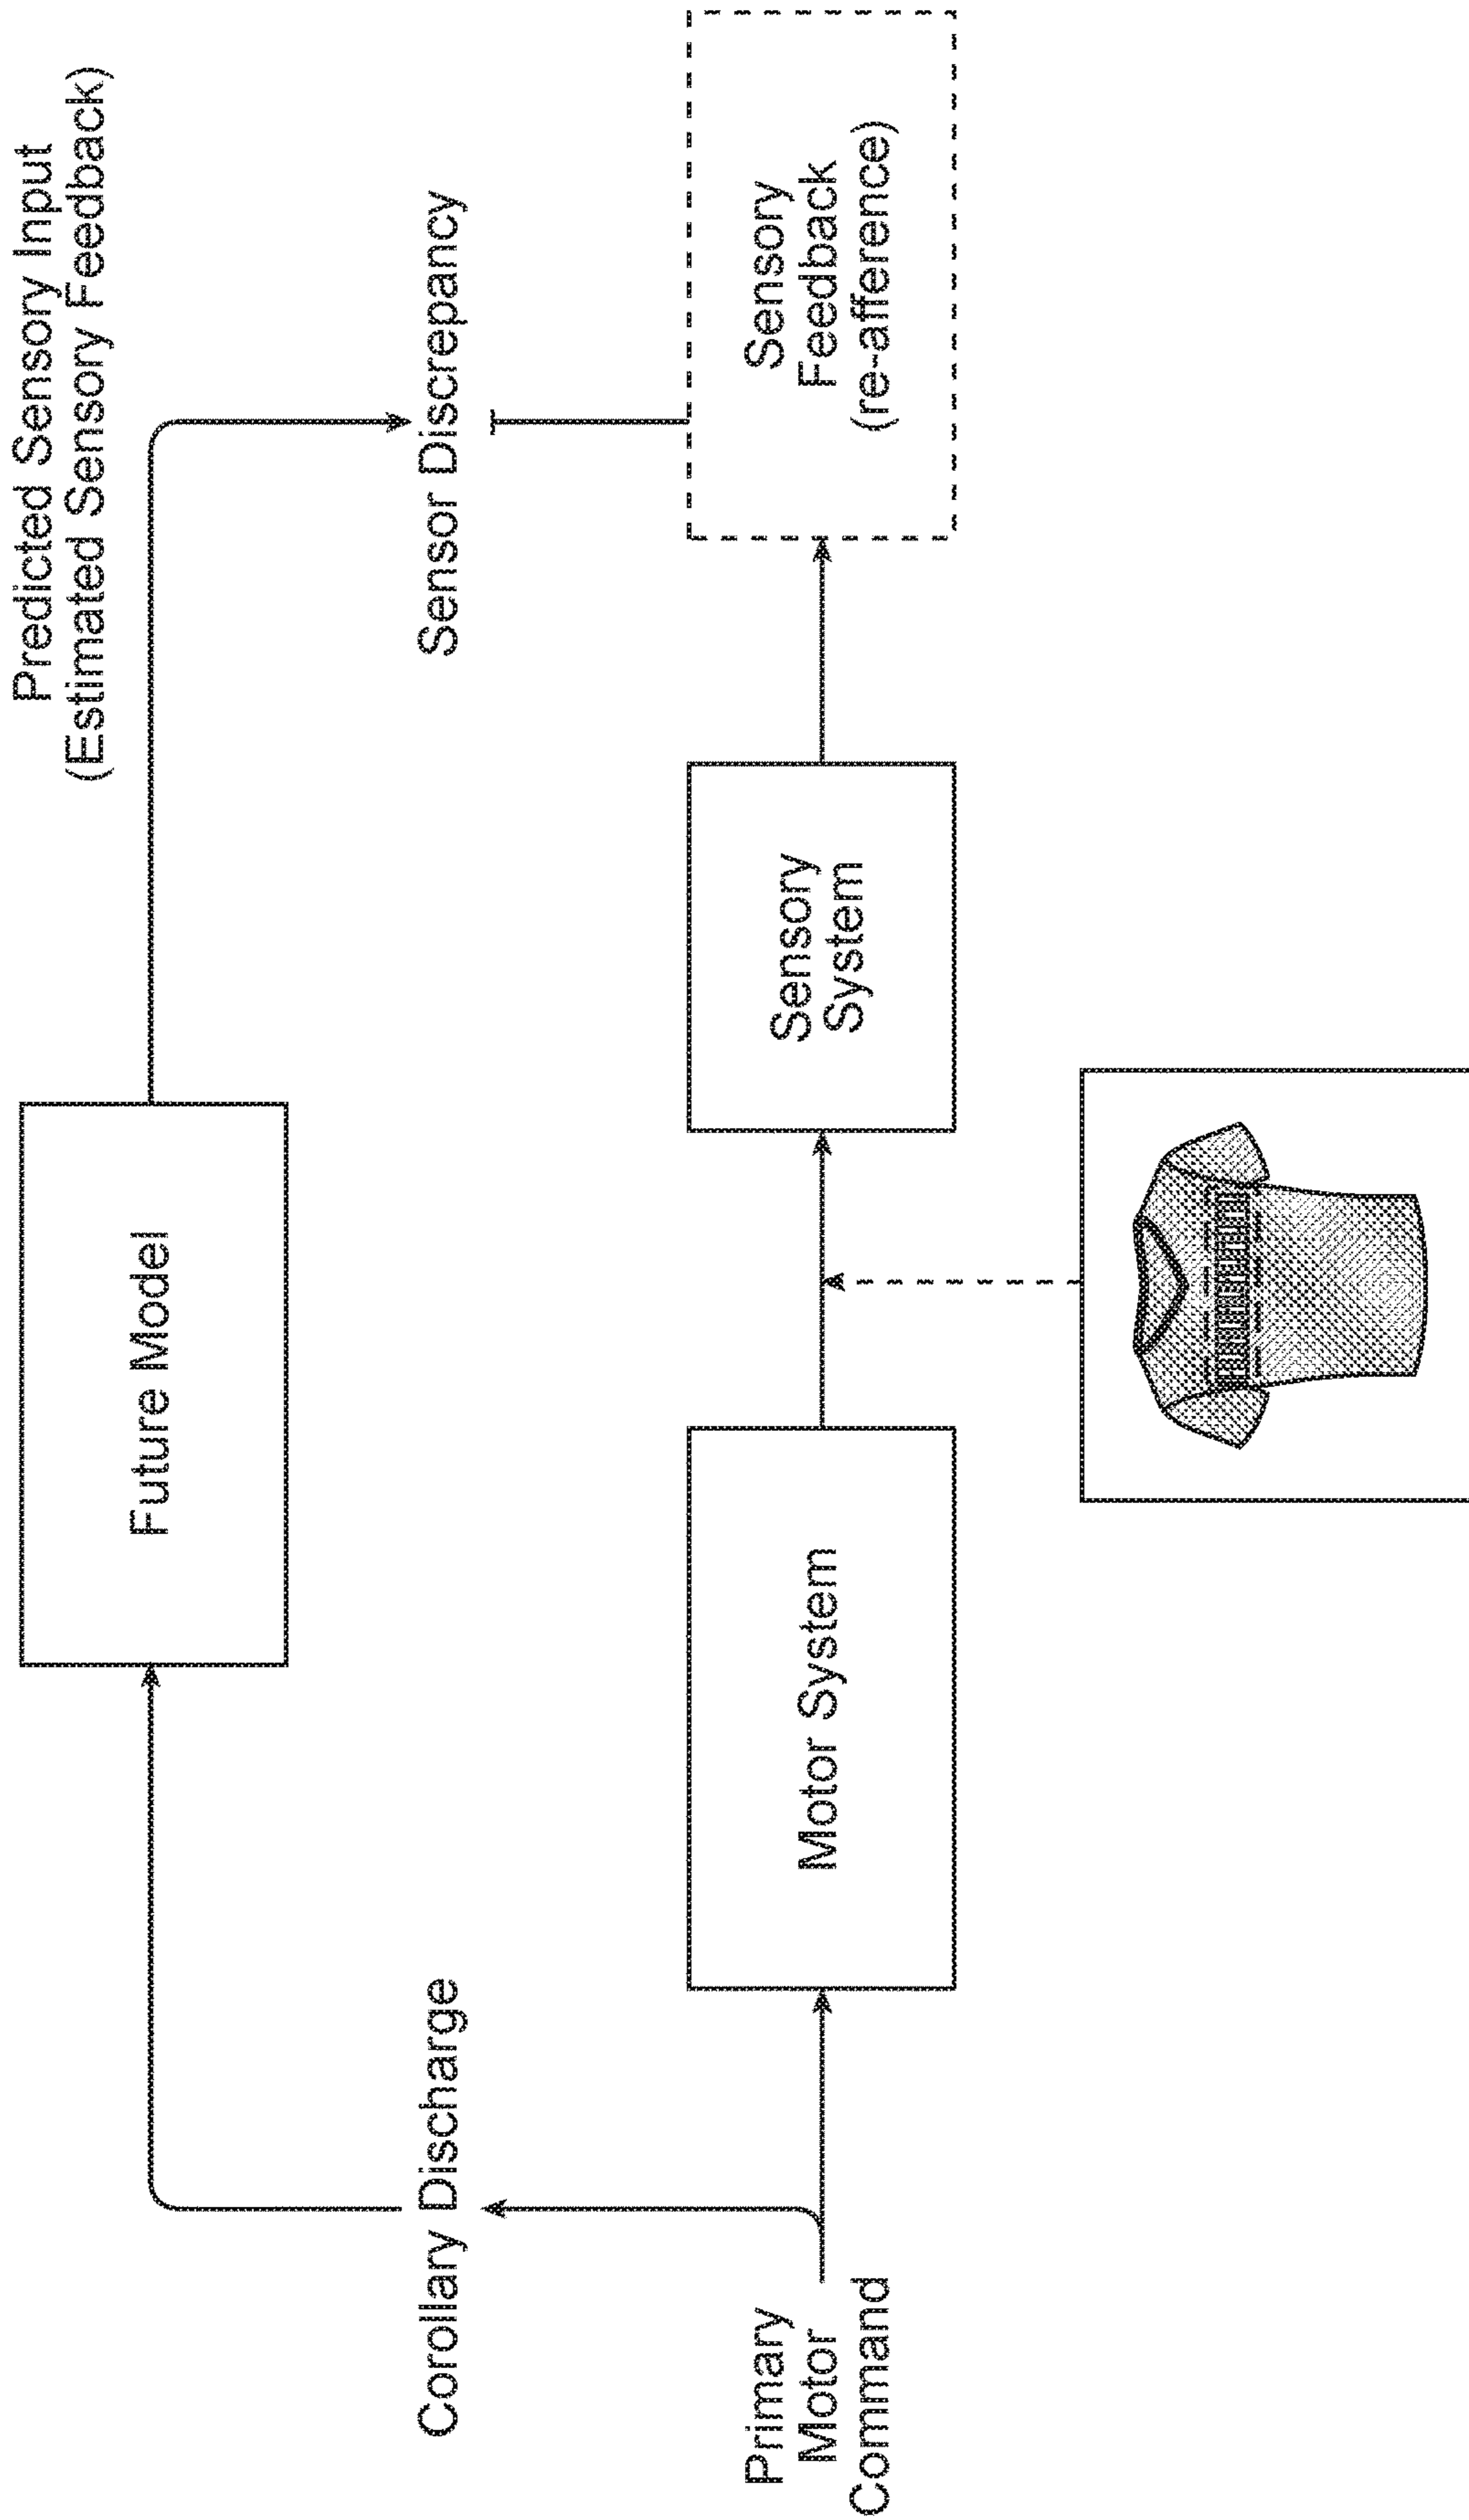 Predicted Sensory Input
(Estimated Sensory Feedback)
Future Model
Corollary Discharge
Sensor Discrepancy
Primary
Motor
Command
Motor System
Sensory
System
Sensory
Feedback
(re-afference)